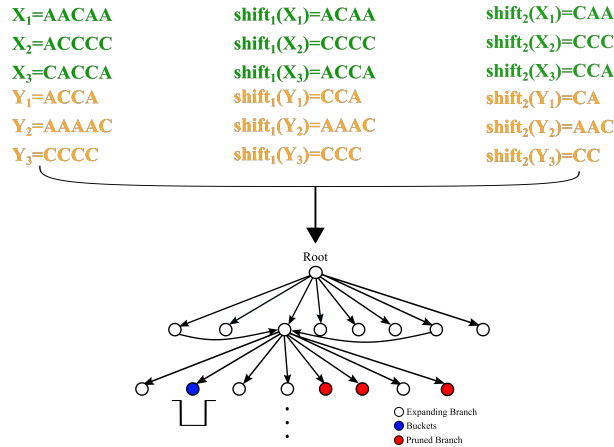 X₁=AACAA shift₁(X₁)=ACAA shift₂(X₁)=CAA
X₂=ACCCC shift₁(X₂)=CCCC shift₂(X₂)=CCC
X₃=CACCA shift₁(X₃)=ACCA shift₂(X₃)=CCA
Y₁=ACCA shift₁(Y₁)=CCA shift₂(Y₁)=CA
Y₂=AAAAC shift₁(Y₂)=AAAC shift₂(Y₂)=AAC
Y₃=CCCC shift₁(Y₃)=CCC shift₂(Y₃)=CC
Root
Expanding Branch
Buckets
Pruned Branch